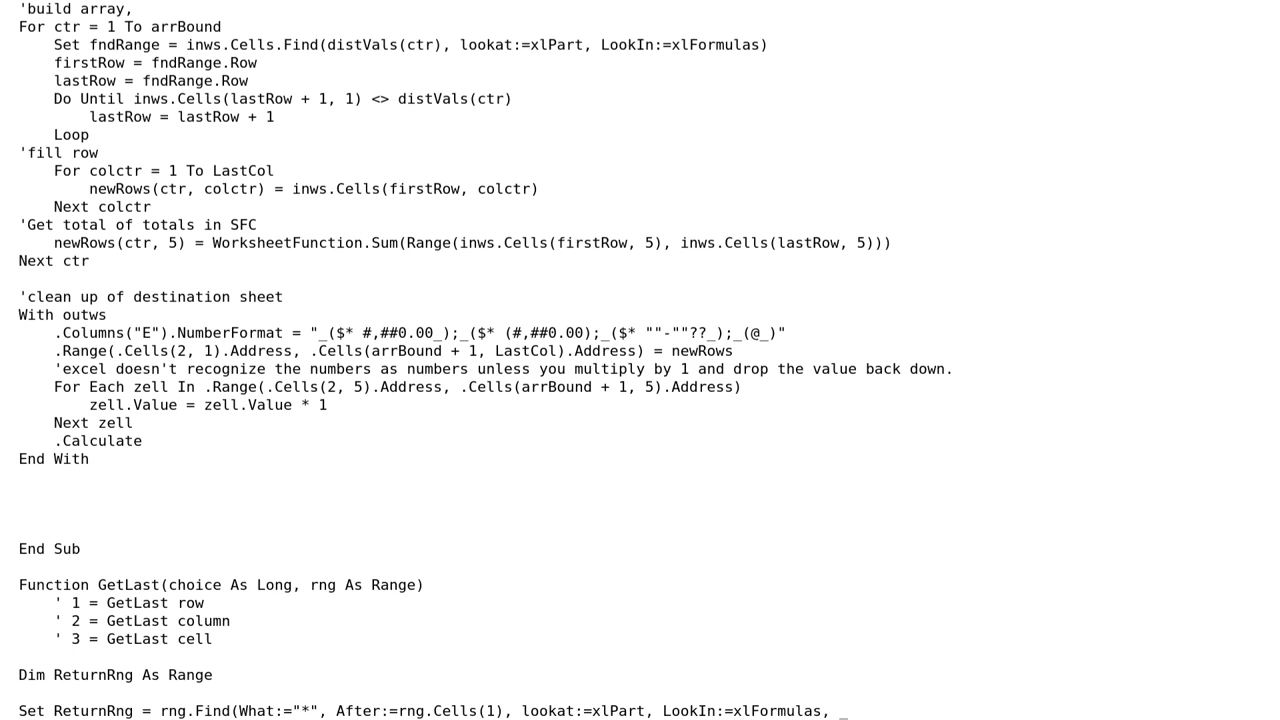 'build array,
For ctr = 1 To arrBound
    Set fndRange = inws.Cells.Find(distVals(ctr), lookat:=xlPart, LookIn:=xlFormulas)
    firstRow = fndRange.Row
    lastRow = fndRange.Row
    Do Until inws.Cells(lastRow + 1, 1) <> distVals(ctr)
        lastRow = lastRow + 1
    Loop
'fill row
    For colctr = 1 To LastCol
        newRows(ctr, colctr) = inws.Cells(firstRow, colctr)
    Next colctr
'Get total of totals in SFC
    newRows(ctr, 5) = WorksheetFunction.Sum(Range(inws.Cells(firstRow, 5), inws.Cells(lastRow, 5)))
Next ctr

'clean up of destination sheet
With outws
    .Columns("E").NumberFormat = "_($* #,##0.00_);_($* (#,##0.00);_($* ""-""??_);_(@_)"
    .Range(.Cells(2, 1).Address, .Cells(arrBound + 1, LastCol).Address) = newRows
    'excel doesn't recognize the numbers as numbers unless you multiply by 1 and drop the value back down.
    For Each zell In .Range(.Cells(2, 5).Address, .Cells(arrBound + 1, 5).Address)
        zell.Value = zell.Value * 1
    Next zell
    .Calculate
End With

End Sub

Function GetLast(choice As Long, rng As Range)
    ' 1 = GetLast row
    ' 2 = GetLast column
    ' 3 = GetLast cell

Dim ReturnRng As Range

Set ReturnRng = rng.Find(What:="*", After:=rng.Cells(1), lookat:=xlPart, LookIn:=xlFormulas, _